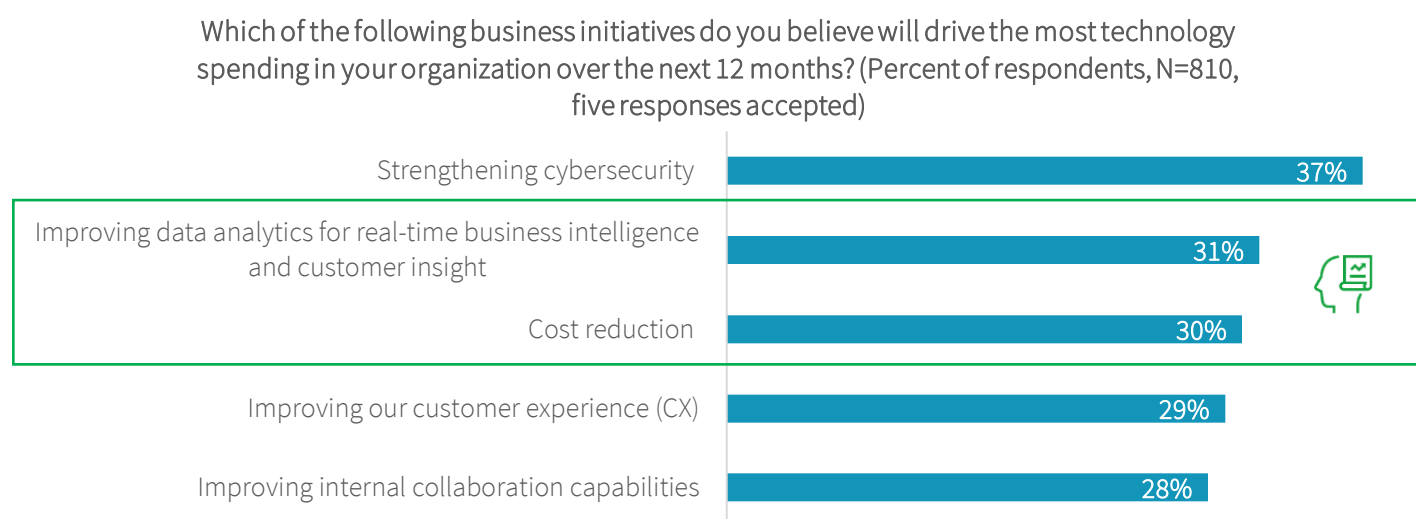 Which of the following business initiatives do you believe will drive the most technology
spending in your organization over the next 12 months? (Percent of respondents, N=810,
five responses accepted)
Strengthening cybersecurity
37%
Improving data analytics for real-time business intelligence
and customer insight
31%
Cost reduction
30%
Improving our customer experience (CX)
29%
Improving internal collaboration capabilities
28%